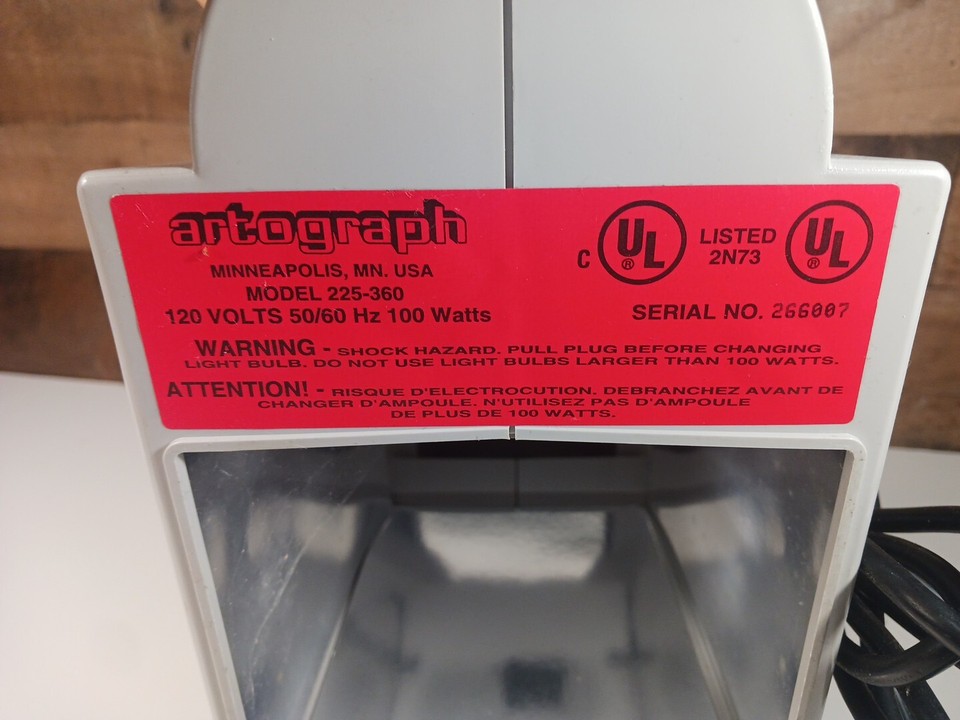 artograph
MINNEAPOLIS, MN. USA
MODEL 225-360
120 VOLTS 50/60 Hz 100 Watts
C UL ® LISTED 2N73 UL ®
SERIAL NO. 266007
WARNING - SHOCK HAZARD. PULL PLUG BEFORE CHANGING
LIGHT BULB. DO NOT USE LIGHT BULBS LARGER THAN 100 WATTS.
ATTENTION! - RISQUE D'ELECTROCUTION. DEBRANCHEZ AVANT DE
CHANGER D'AMPOULE. N'UTILISEZ PAS D'AMPOULE
DE PLUS DE 100 WATTS.